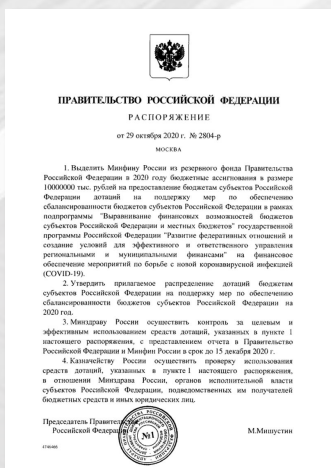 ПРАВИТЕЛЬСТВО РОССИЙСКОЙ ФЕДЕРАЦИИ
РАСПОРЯЖЕНИЕ
от 29 октября 2020 г. № 2804-р
МОСКВА
1. Выделить Минфину России из резервного фонда Правительства
Российской Федерации в 2020 году бюджетные ассигнования в размере
10000000 тыс. рублей на предоставление бюджетам субъектов Российской
Федерации дотаций на поддержку мер по обеспечению
сбалансированности бюджетов субъектов Российской Федерации в рамках
подпрограммы "Выравнивание финансовых возможностей бюджетов
субъектов Российской Федерации и местных бюджетов" государственной
программы Российской Федерации "Развитие федеративных отношений и
создание условий для эффективного и ответственного управления
региональными и муниципальными финансами" на финансовое
обеспечение мероприятий по борьбе с новой коронавирусной инфекцией
(COVID-19).
2. Утвердить прилагаемое распределение дотаций бюджетам
субъектов Российской Федерации на поддержку мер по обеспечению
сбалансированности бюджетов субъектов Российской Федерации на
2020 год.
3. Минздраву России осуществить контроль за целевым и
эффективным использованием средств дотаций, указанных в пункте 1
настоящего распоряжения, с представлением отчета в Правительство
Российской Федерации и Минфин России в срок до 15 декабря 2020 г.
4. Казначейству России осуществить проверку использования
средств дотаций, указанных в пункте 1 настоящего распоряжения,
в отношении Минздрава России, органов исполнительной власти
субъектов Российской Федерации, подведомственных им получателей
бюджетных средств и иных юридических лиц.
Председатель Правительства
Российской Федерации М.Мишустин
№1
4746466